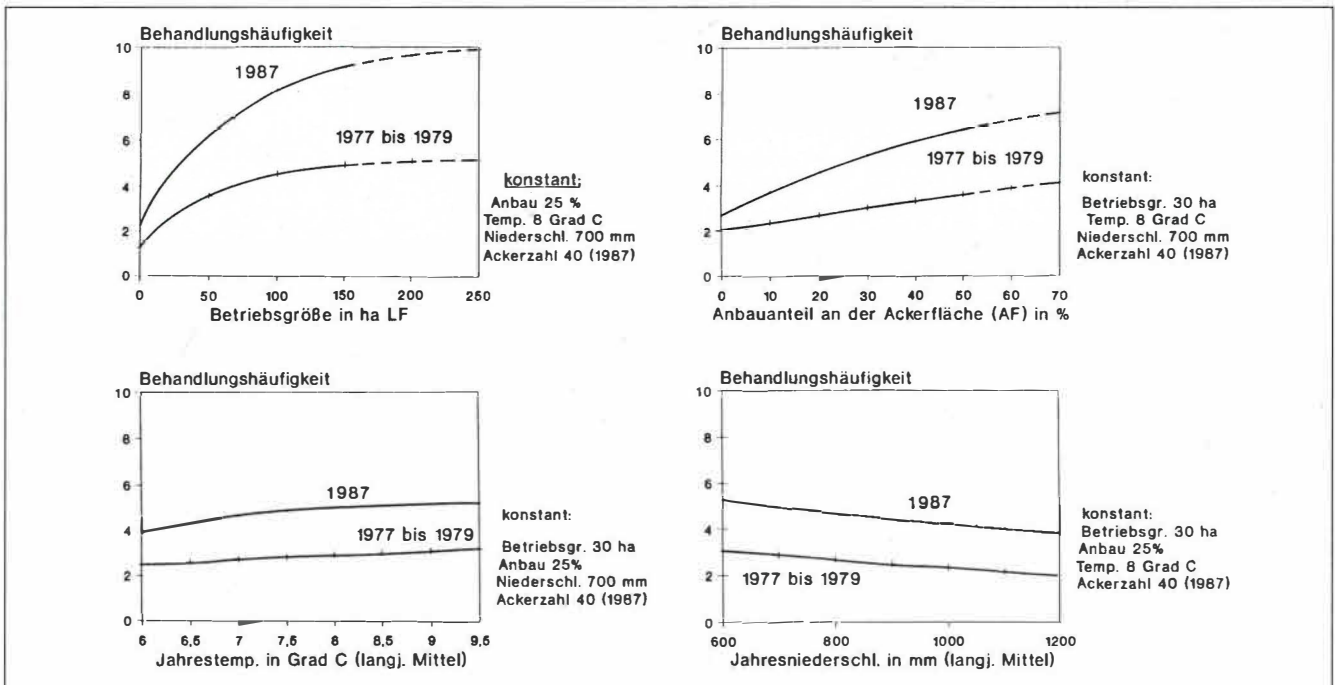 Behandlungshäufigkeit
10
8
6
4
2
0
1987
1977 bis 1979
0 50 100 150 200 250
Betriebsgröße in ha LF
konstant:
Anbau 25 %
Temp. 8 Grad C
Niederschl. 700 mm
Ackerzahl 40 (1987)
Behandlungshäufigkeit
10
8
6
4
2
0
1987
1977 bis 1979
0 10 20 30 40 50 60 70
Anbauanteil an der Ackerfläche (AF) in %
konstant:
Betriebsgr. 30 ha
Temp. 8 Grad C
Niederschl. 700 mm
Ackerzahl 40 (1987)
Behandlungshäufigkeit
10
8
6
4
2
0
1987
1977 bis 1979
6 6,5 7 7,5 8 8,5 9 9,5
Jahrestemp. in Grad C (langj. Mittel)
konstant:
Betriebsgr. 30 ha
Anbau 25%
Niederschl. 700 mm
Ackerzahl 40 (1987)
Behandlungshäufigkeit
10
8
6
4
2
0
1987
1977 bis 1979
600 800 1000 1200
Jahresniederschl. in mm (langj. Mittel)
konstant:
Betriebsgr. 30 ha
Anbau 25%
Temp. 8 Grad C
Ackerzahl 40 (1987)